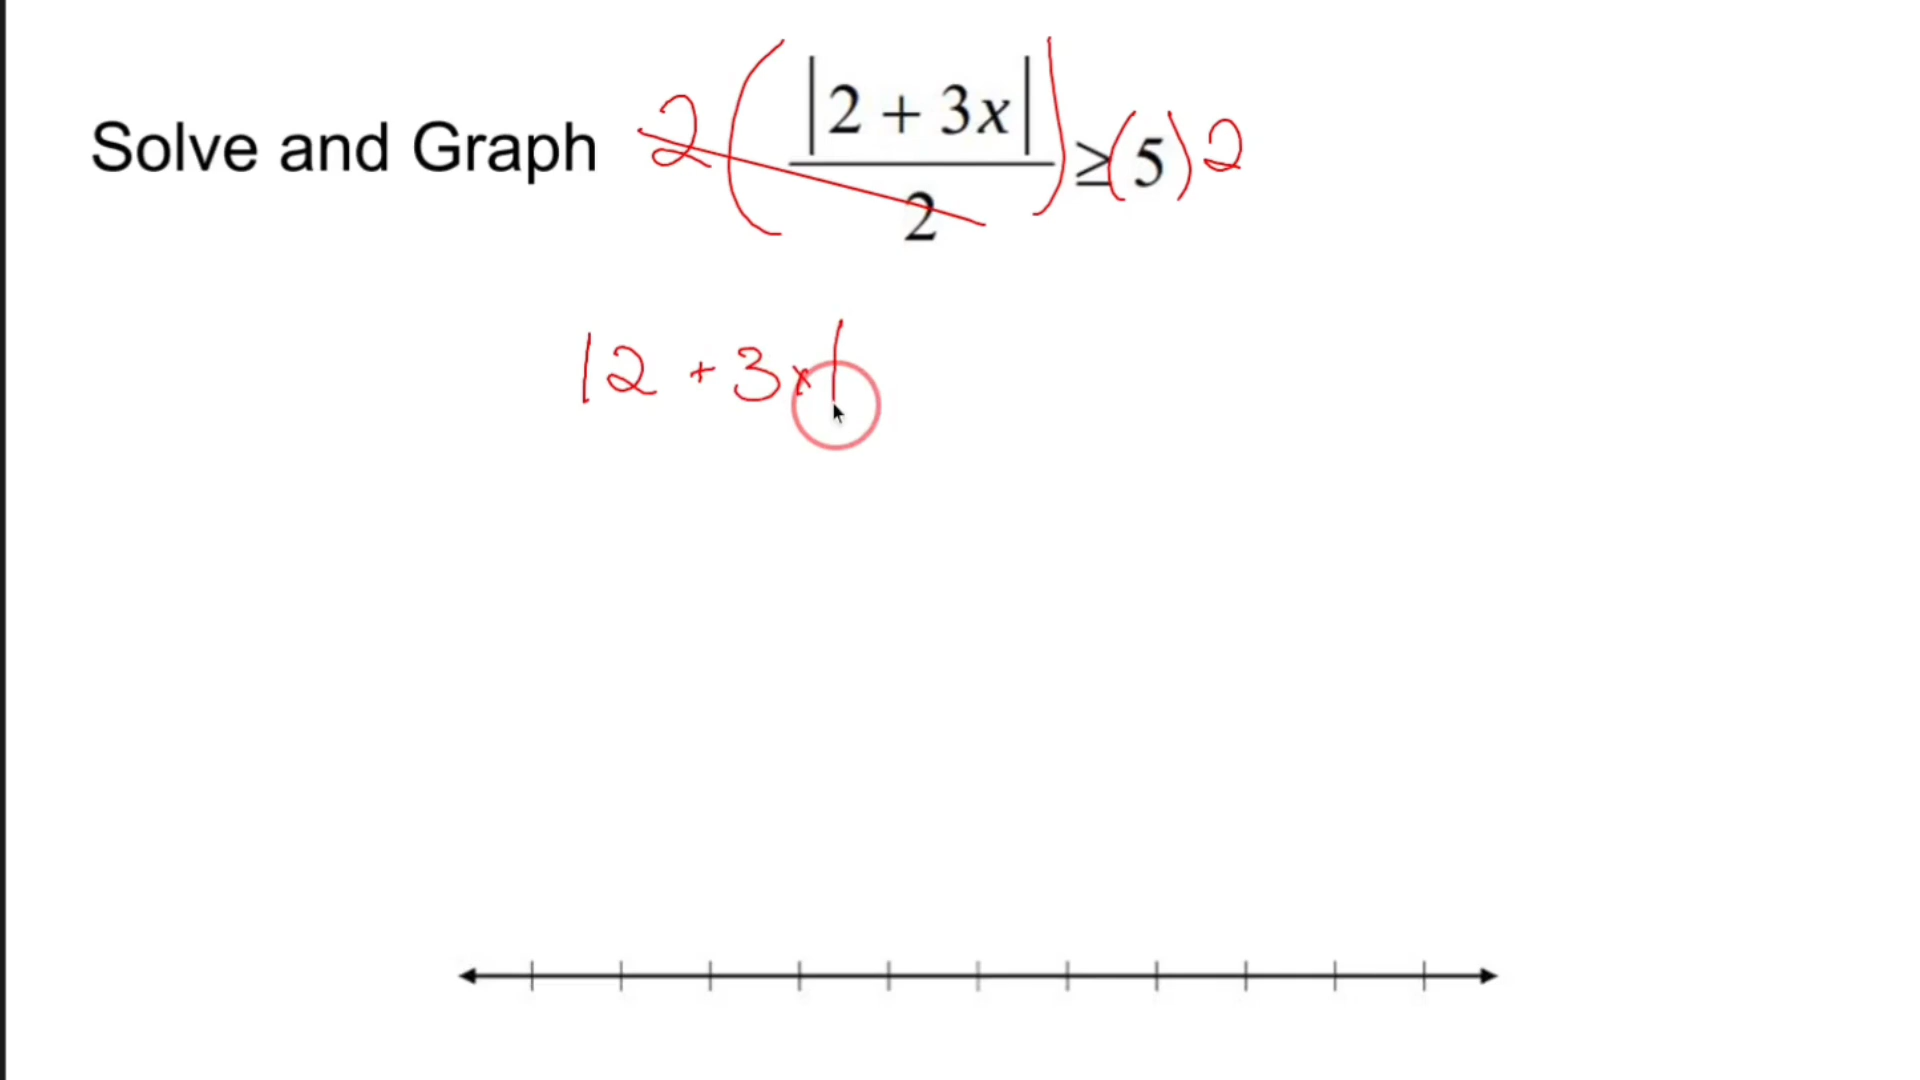 Solve and Graph 2(|2 + 3x|/2) ≥ (5)2
|2 + 3x|